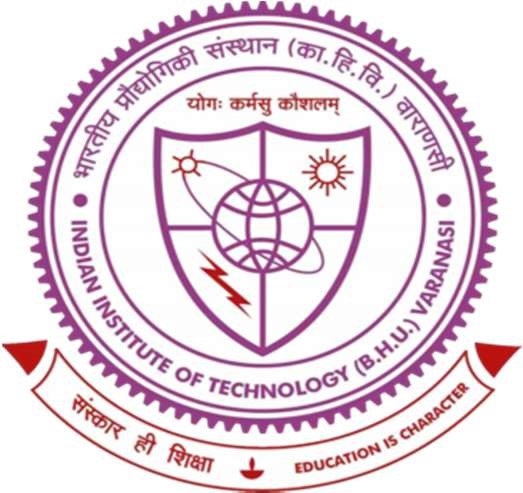 भारतीय प्रौद्योगिकी संस्थान (का.हि.वि.) वाराणसी
योगः कर्मसु कौशलम्
INDIAN INSTITUTE OF TECHNOLOGY (B.H.U.) VARANASI
संस्कार ही शिक्षा
EDUCATION IS CHARACTER